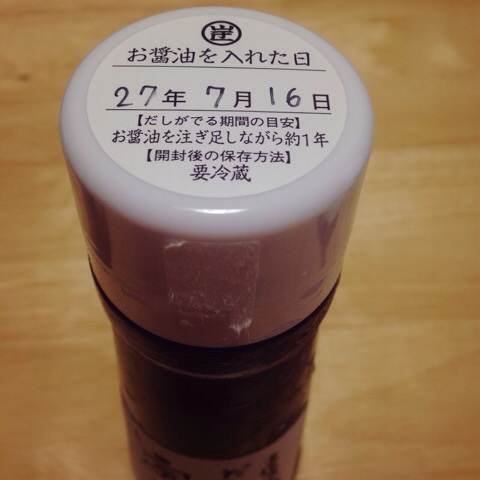 お醤油を入れた日
27年 7月 16日
【だしがでる期間の目安】
お醤油を注ぎ足しながら約1年
【開封後の保存方法】
要冷蔵